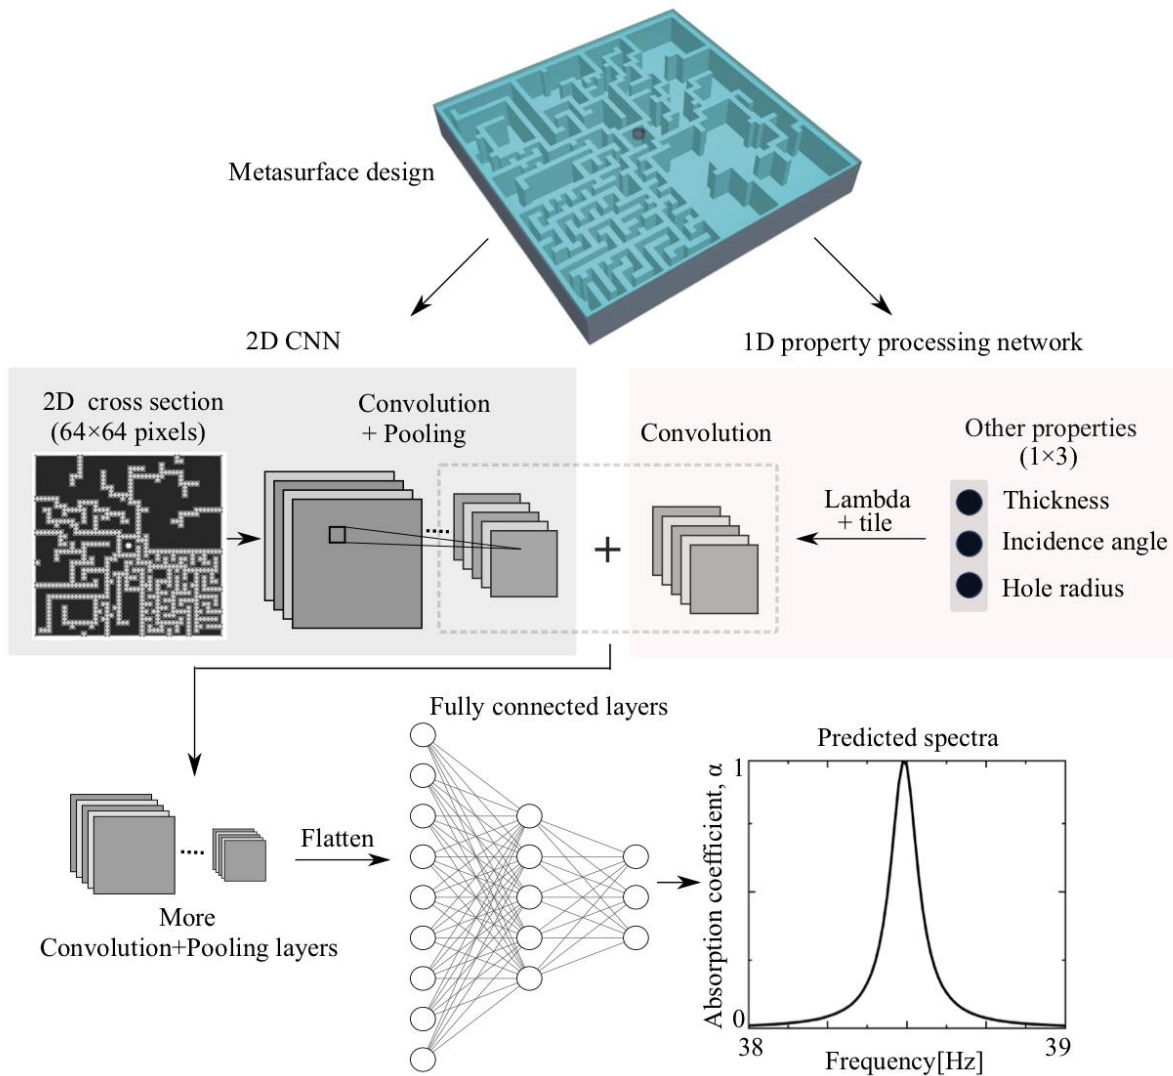 Metasurface design
2D CNN
1D property processing network
2D cross section
(64×64 pixels)
Convolution
+ Pooling
Convolution
Other properties
(1×3)
Lambda
+ tile
Thickness
Incidence angle
Hole radius
+
Fully connected layers
Flatten
More
Convolution+Pooling layers
Predicted spectra
Absorption coefficient, α
1
0
38
39
Frequency[Hz]